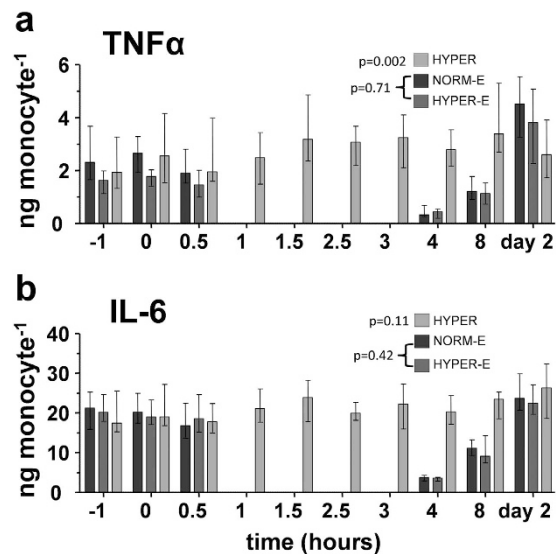 a
TNFα
p=0.002 HYPER
p=0.71 NORM-E
HYPER-E
6
4
2
0
ng monocyte⁻¹
-1 0 0.5 1 1.5 2.5 3 4 8 day 2
b
IL-6
p=0.11 HYPER
p=0.42 NORM-E
HYPER-E
40
30
20
10
0
ng monocyte⁻¹
-1 0 0.5 1 1.5 2.5 3 4 8 day 2
time (hours)